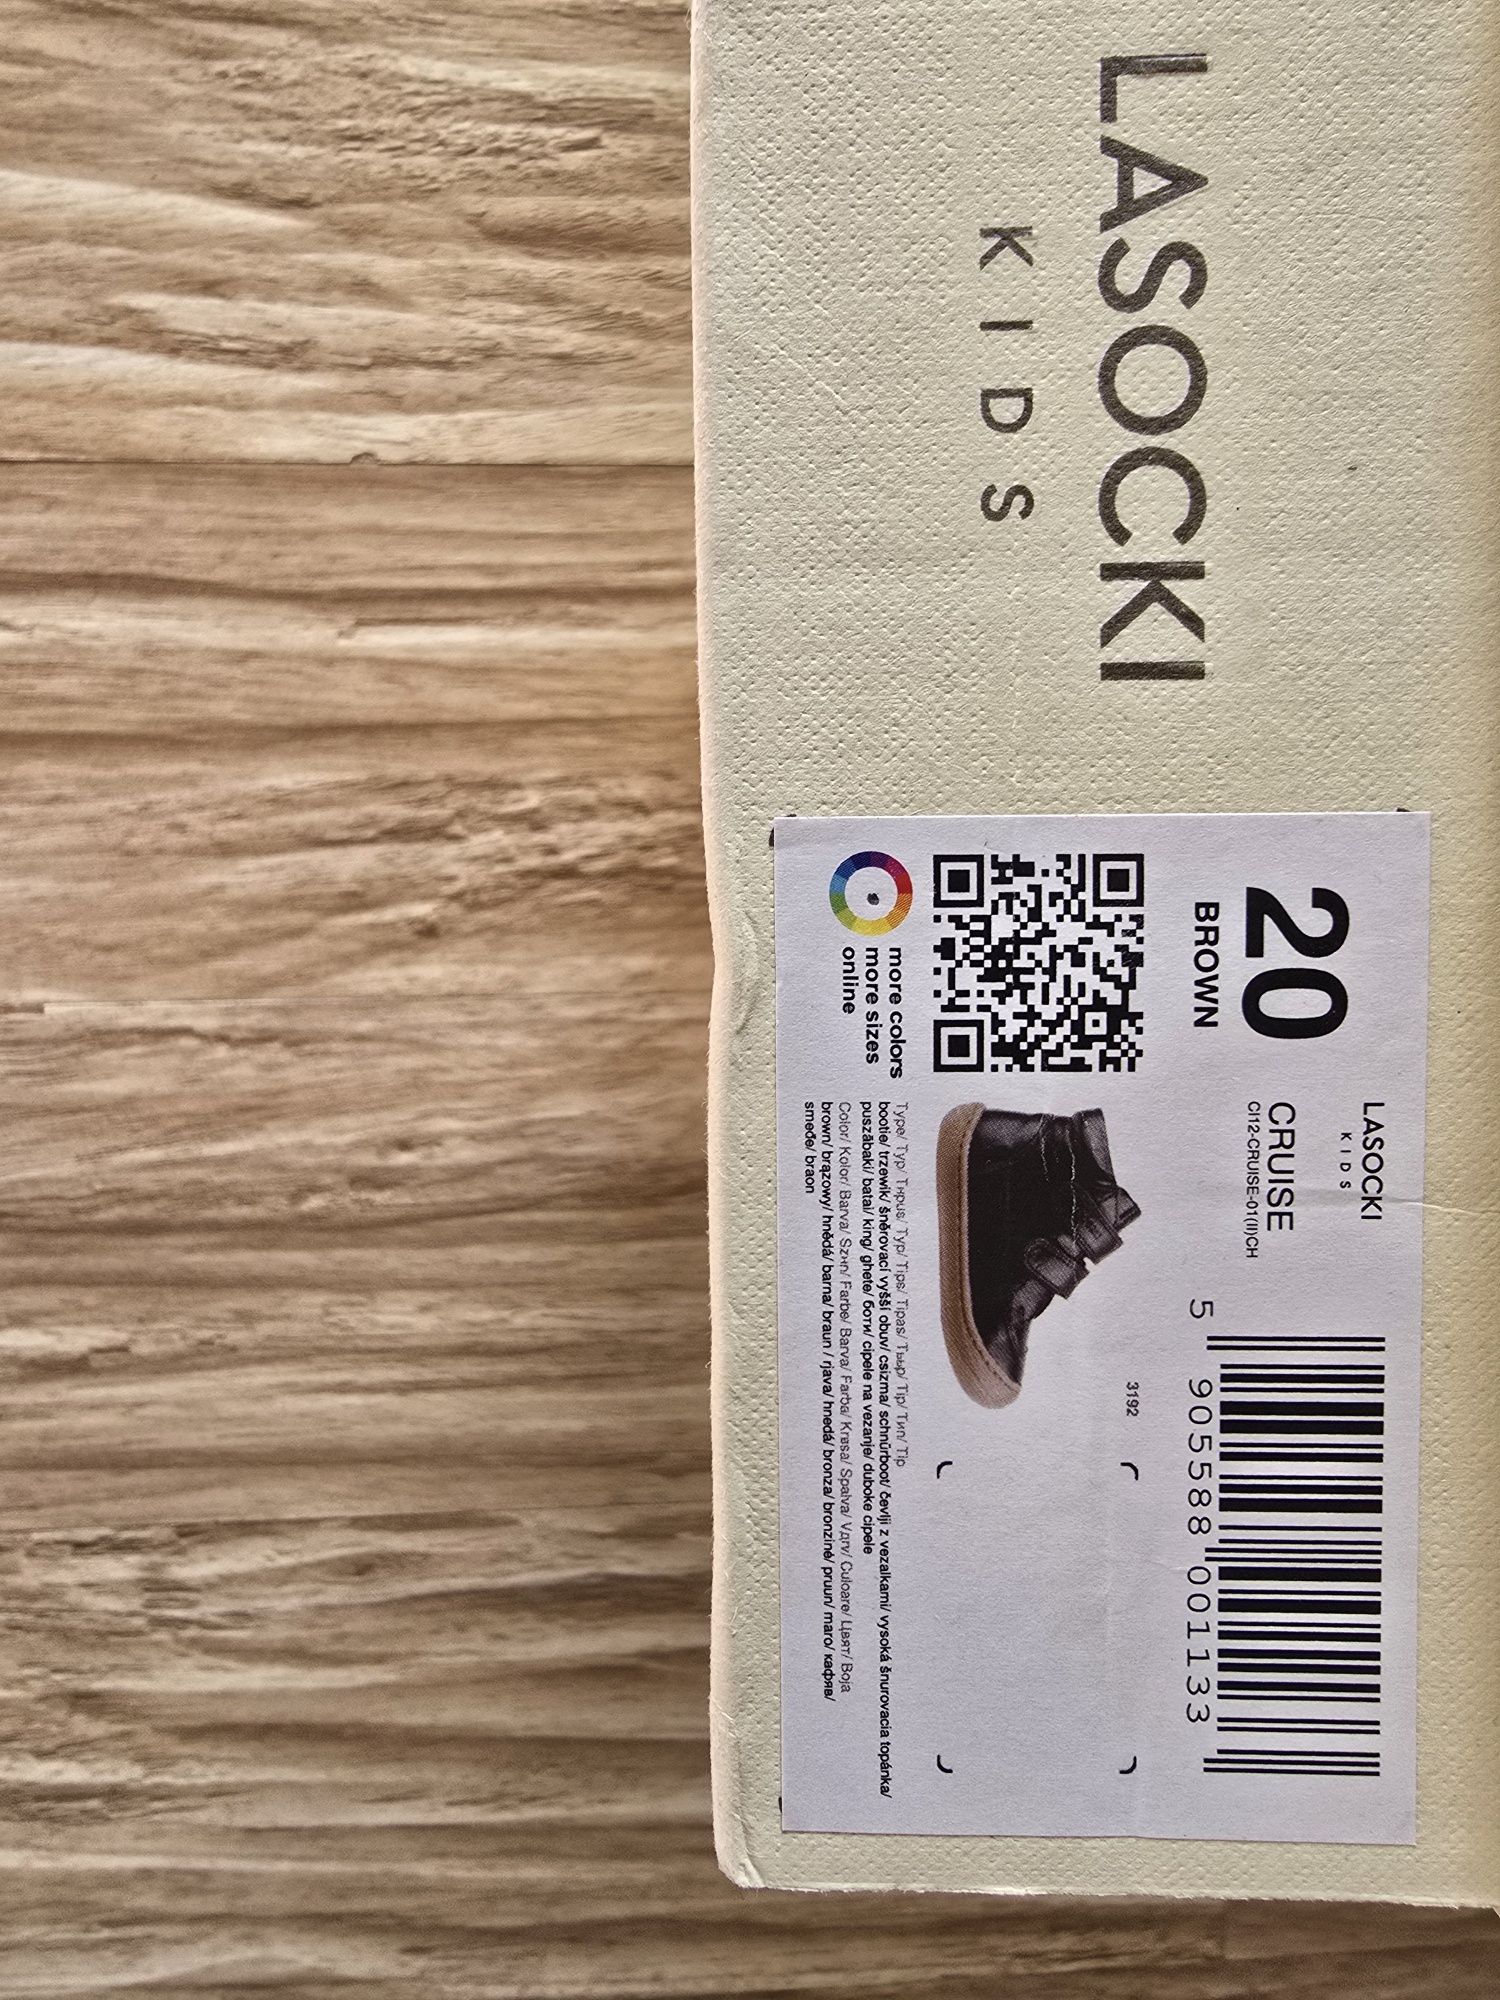 LASOCKI
KIDS
20
BROWN
LASOCKI
KIDS
CRUISE
CI12-CRUISE-01(II)CH
5 905588 001133
3192
more colors
more sizes
online
Type/ Typ/ Típus/ Typ/ Tips/ Tipas/ Tip/ Тип/ Tip
bootie/ trzewik/ šněrovací vyšší obuv/ csizma/ schnürboot/ čevlji z vezalkami/ vysoká šnurovacia topánka/
puszābaki/ batai/ king/ ghete/ боти/ cipele na vezanje/ duboke cipele
Color/ Kolor/ Barva/ Szín/ Farbe/ Barva/ Farba/ Krāsa/ Spalva/ Culoare/ Цвят/ Boja
brown/ brązowy/ hnědá/ barna/ braun / rjava/ hnedá/ bronza/ bronzinė/ pruun/ maro/ кафяв/
smeđe/ braon